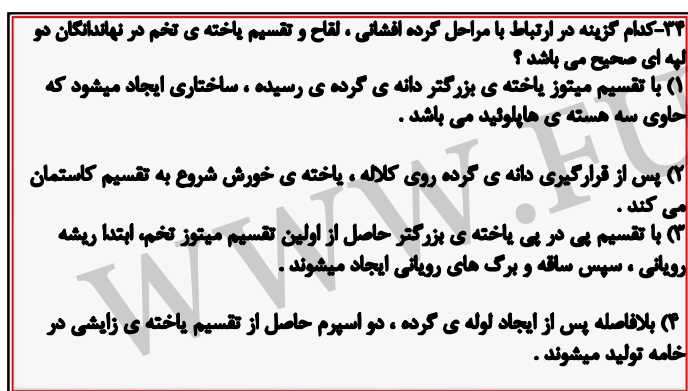 ۳۴-کدام گزینه در ارتباط با مراحل گرده افشانی ، لقاح و تقسیم یاخته ی تخم در نهاندانگان دو
لپه ای صحیح می باشد ؟
۱) با تقسیم میتوز یاخته ی بزرگتر دانه ی گرده ی رسیده ، ساختاری ایجاد میشود که
حاوی سه هسته ی هاپلوئید می باشد .
۲) پس از قرارگیری دانه ی گرده روی کلاله ، یاخته ی خورش شروع به تقسیم کاستمان
می کند .
۳) با تقسیم پی در پی یاخته ی بزرگتر حاصل از اولین تقسیم میتوز تخم، ابتدا ریشه
رویانی ، سپس ساقه و برگ های رویانی ایجاد میشوند .
۴) بلافاصله پس از ایجاد لوله ی گرده ، دو اسپرم حاصل از تقسیم یاخته ی زایشی در
خامه تولید میشوند .
WWW.FU